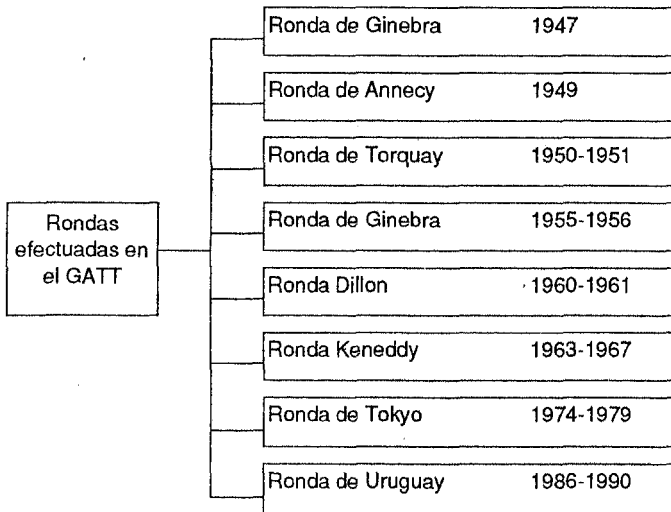 Ronda de Ginebra 1947
Ronda de Annecy 1949
Ronda de Torquay 1950-1951
Rondas
efectuadas en
el GATT
Ronda de Ginebra 1955-1956
Ronda Dillon 1960-1961
Ronda Keneddy 1963-1967
Ronda de Tokyo 1974-1979
Ronda de Uruguay 1986-1990